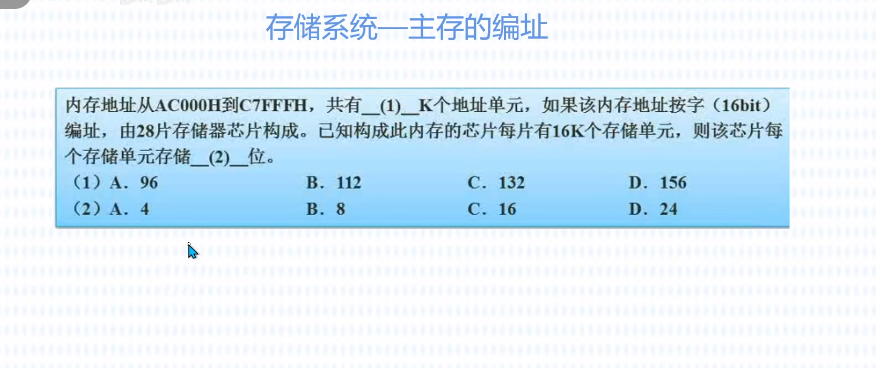 存储系统—主存的编址
内存地址从AC000H到C7FFFH，共有__(1)__K个地址单元，如果该内存地址按字（16bit）
编址，由28片存储器芯片构成。已知构成此内存的芯片每片有16K个存储单元，则该芯片每
个存储单元存储__(2)__位。
（1）A．96 B．112 C．132 D．156
（2）A．4 B．8 C．16 D．24